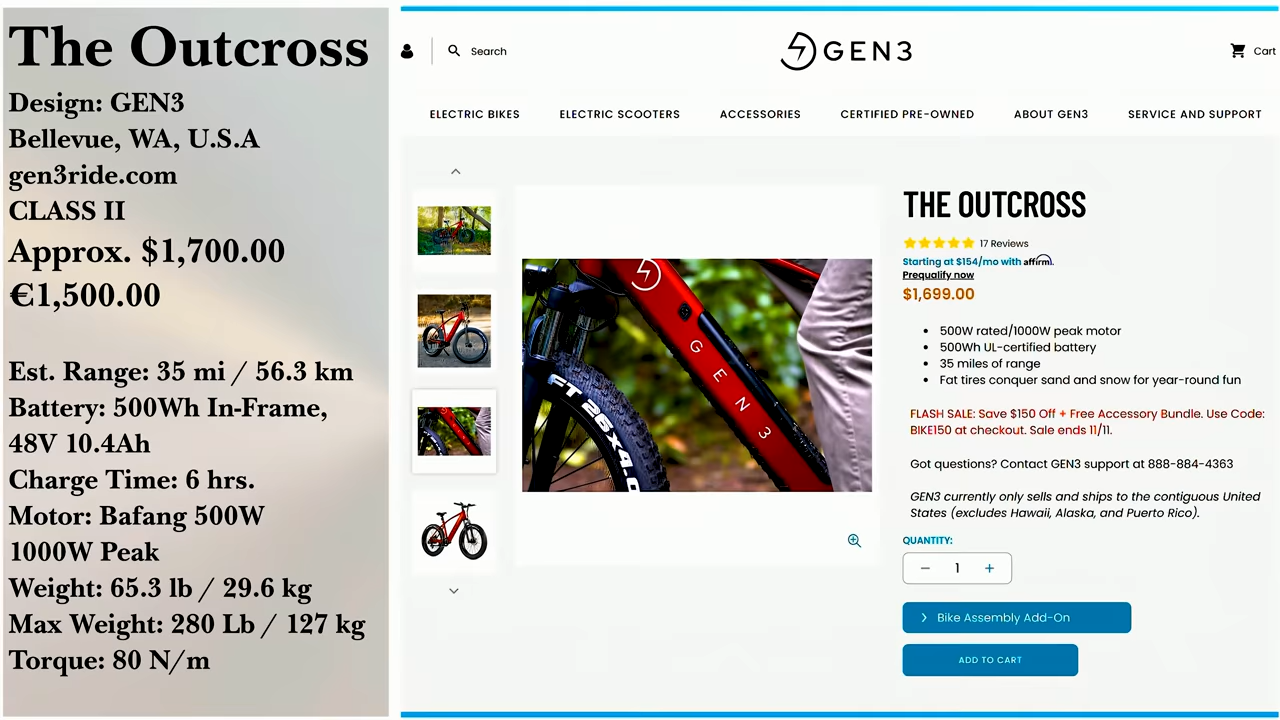 The Outcross
Design: GEN3
Bellevue, WA, U.S.A
gen3ride.com
CLASS II
Approx. $1,700.00
€1,500.00
Est. Range: 35 mi / 56.3 km
Battery: 500Wh In-Frame,
48V 10.4Ah
Charge Time: 6 hrs.
Motor: Bafang 500W
1000W Peak
Weight: 65.3 lb / 29.6 kg
Max Weight: 280 Lb / 127 kg
Torque: 80 N/m
Search
GEN3
Cart
ELECTRIC BIKES ELECTRIC SCOOTERS ACCESSORIES CERTIFIED PRE-OWNED ABOUT GEN3 SERVICE AND SUPPORT
GEN3
FT 26X4.0
THE OUTCROSS
17 Reviews
Starting at $154/mo with affirm.
Prequalify now
$1,699.00
• 500W rated/1000W peak motor
• 500Wh UL-certified battery
• 35 miles of range
• Fat tires conquer sand and snow for year-round fun
FLASH SALE: Save $150 Off + Free Accessory Bundle. Use Code:
BIKE150 at checkout. Sale ends 11/11.
Got questions? Contact GEN3 support at 888-884-4363
GEN3 currently only sells and ships to the contiguous United
States (excludes Hawaii, Alaska, and Puerto Rico).
QUANTITY:
− 1 +
Bike Assembly Add-On
ADD TO CART